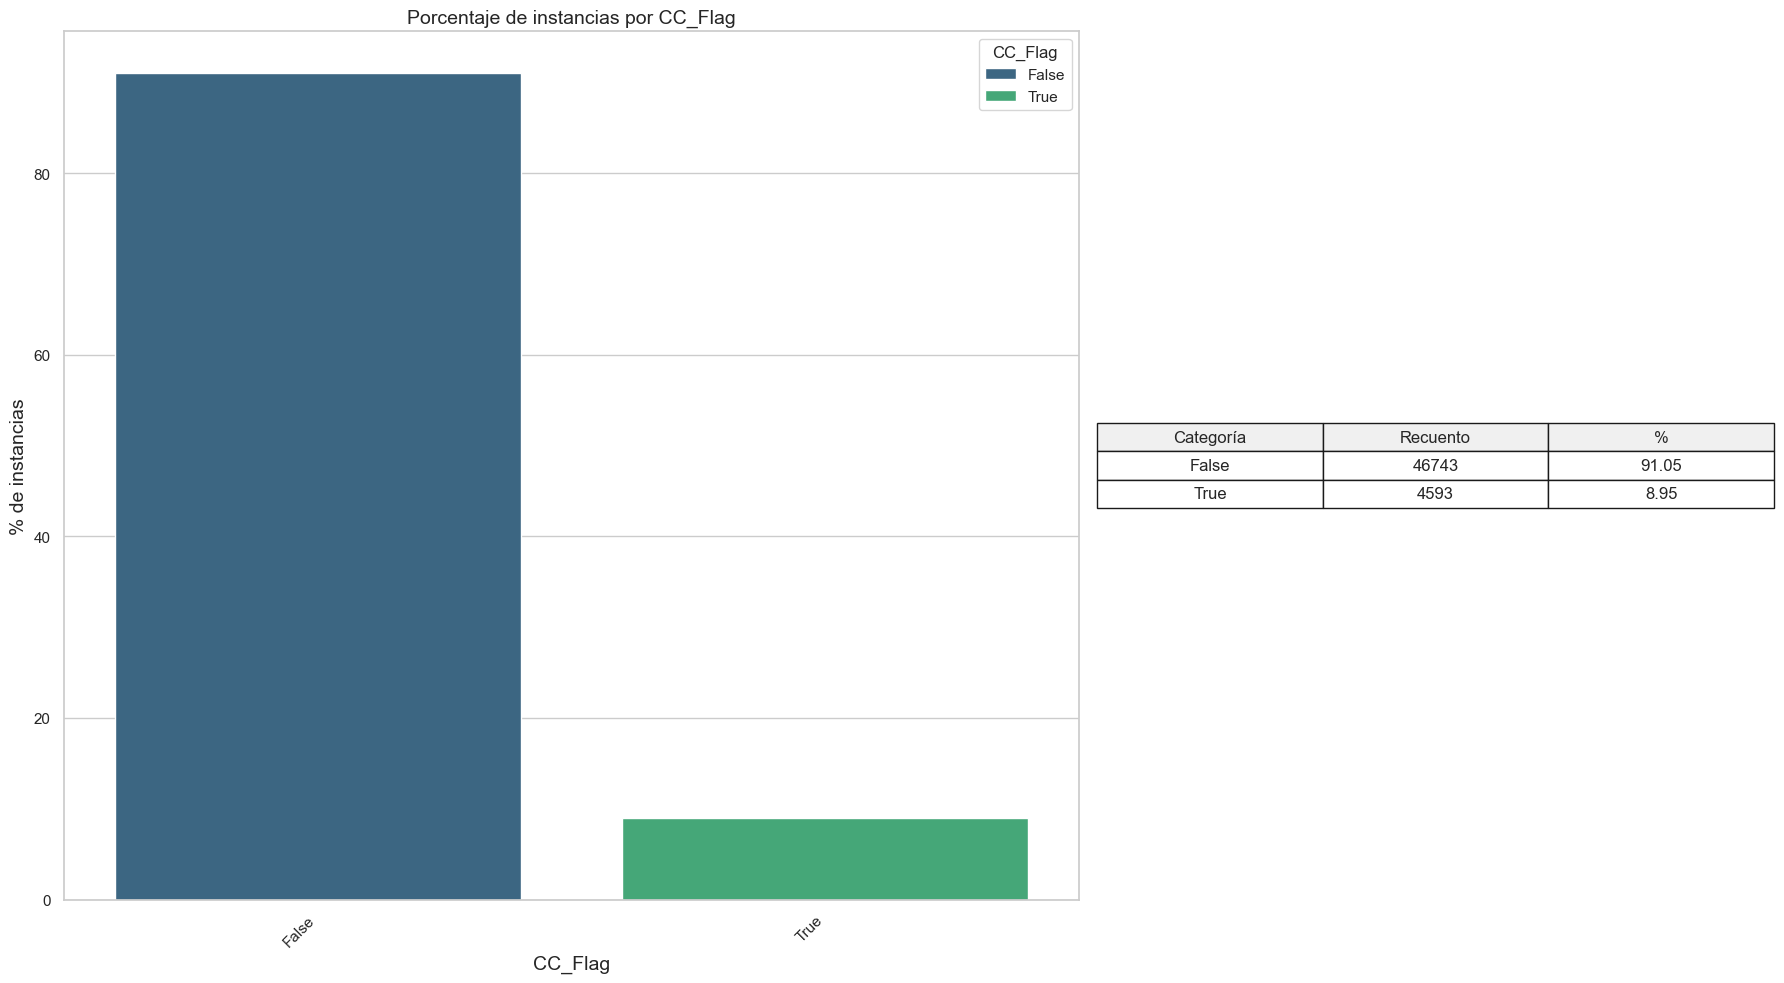 Porcentaje de instancias por CC_Flag
CC_Flag
False
True
80
60
40
20
0
% de instancias
False
True
CC_Flag
Categoría Recuento %
False 46743 91.05
True 4593 8.95